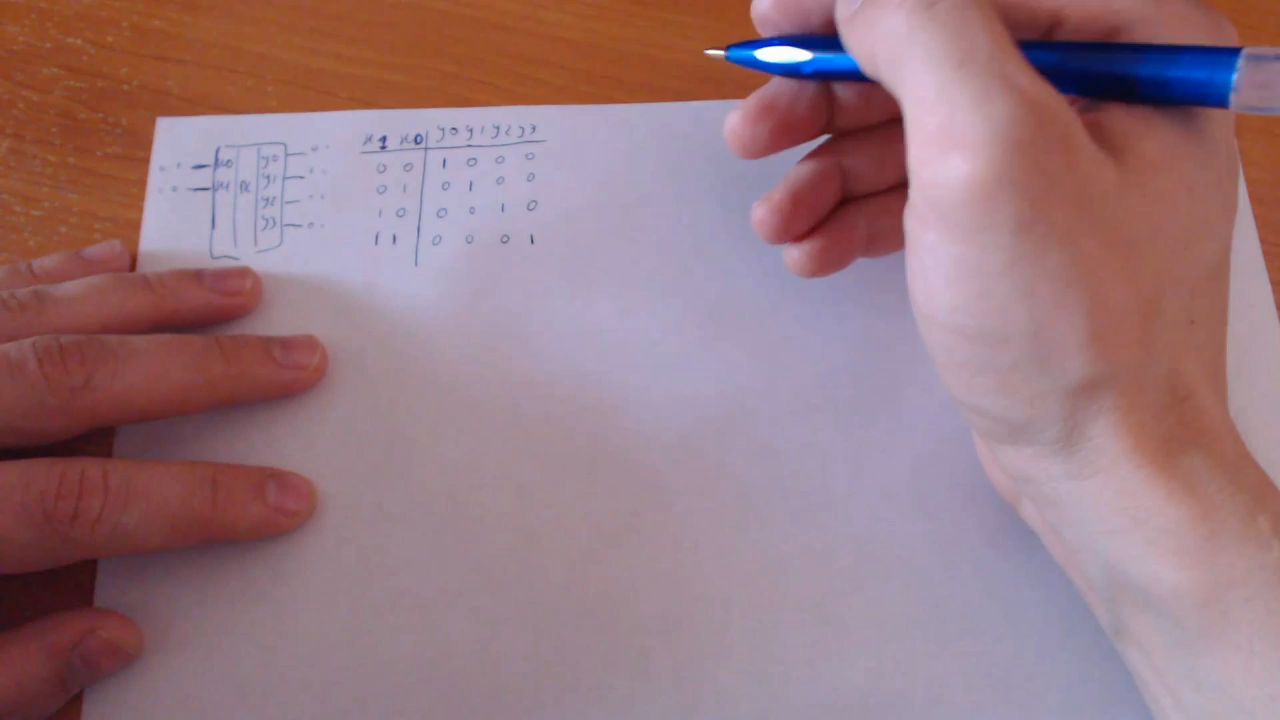 x0 DC y0
x1 y1
y2
y3
x1 x0 y0 y1 y2 y3
0 0 1 0 0 0
0 1 0 1 0 0
1 0 0 0 1 0
1 1 0 0 0 1